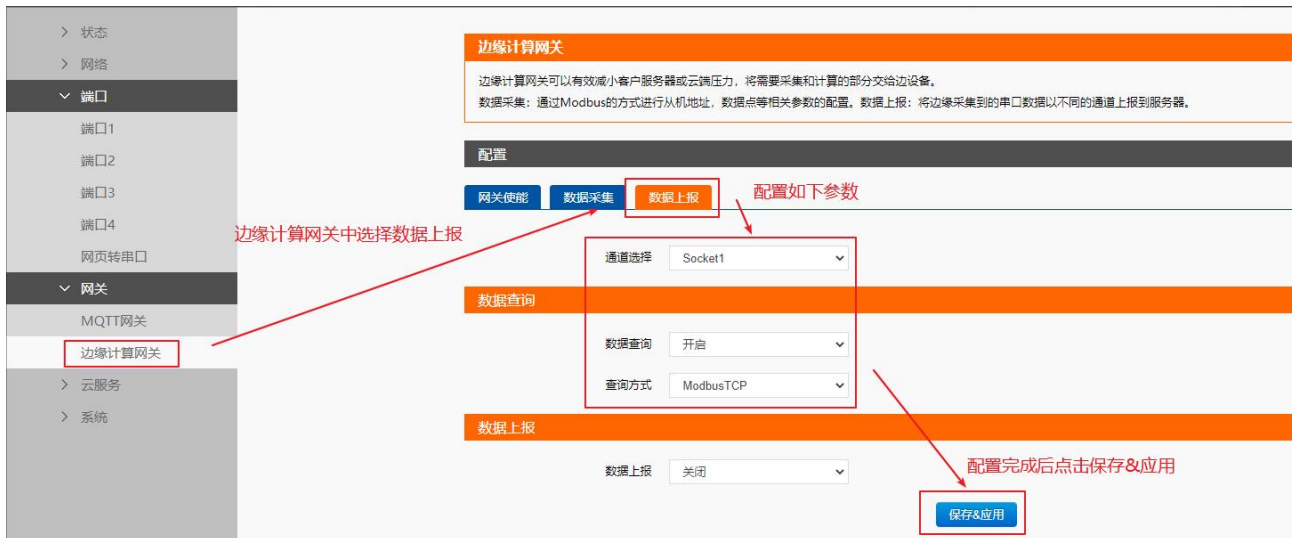 状态
网络
端口
端口1
端口2
端口3
端口4
网页转串口
网关
MQTT网关
边缘计算网关
云服务
系统
边缘计算网关
边缘计算网关可以有效减小客户服务器或云端压力，将需要采集和计算的部分交给边设备。
数据采集：通过Modbus的方式进行从机地址，数据点等相关参数的配置。数据上报：将边缘采集到的串口数据以不同的通道上报到服务器。
配置
网关使能 数据采集 数据上报
配置如下参数
边缘计算网关中选择数据上报
通道选择 Socket1
数据查询
数据查询 开启
查询方式 ModbusTCP
数据上报
数据上报 关闭
配置完成后点击保存&应用
保存&应用